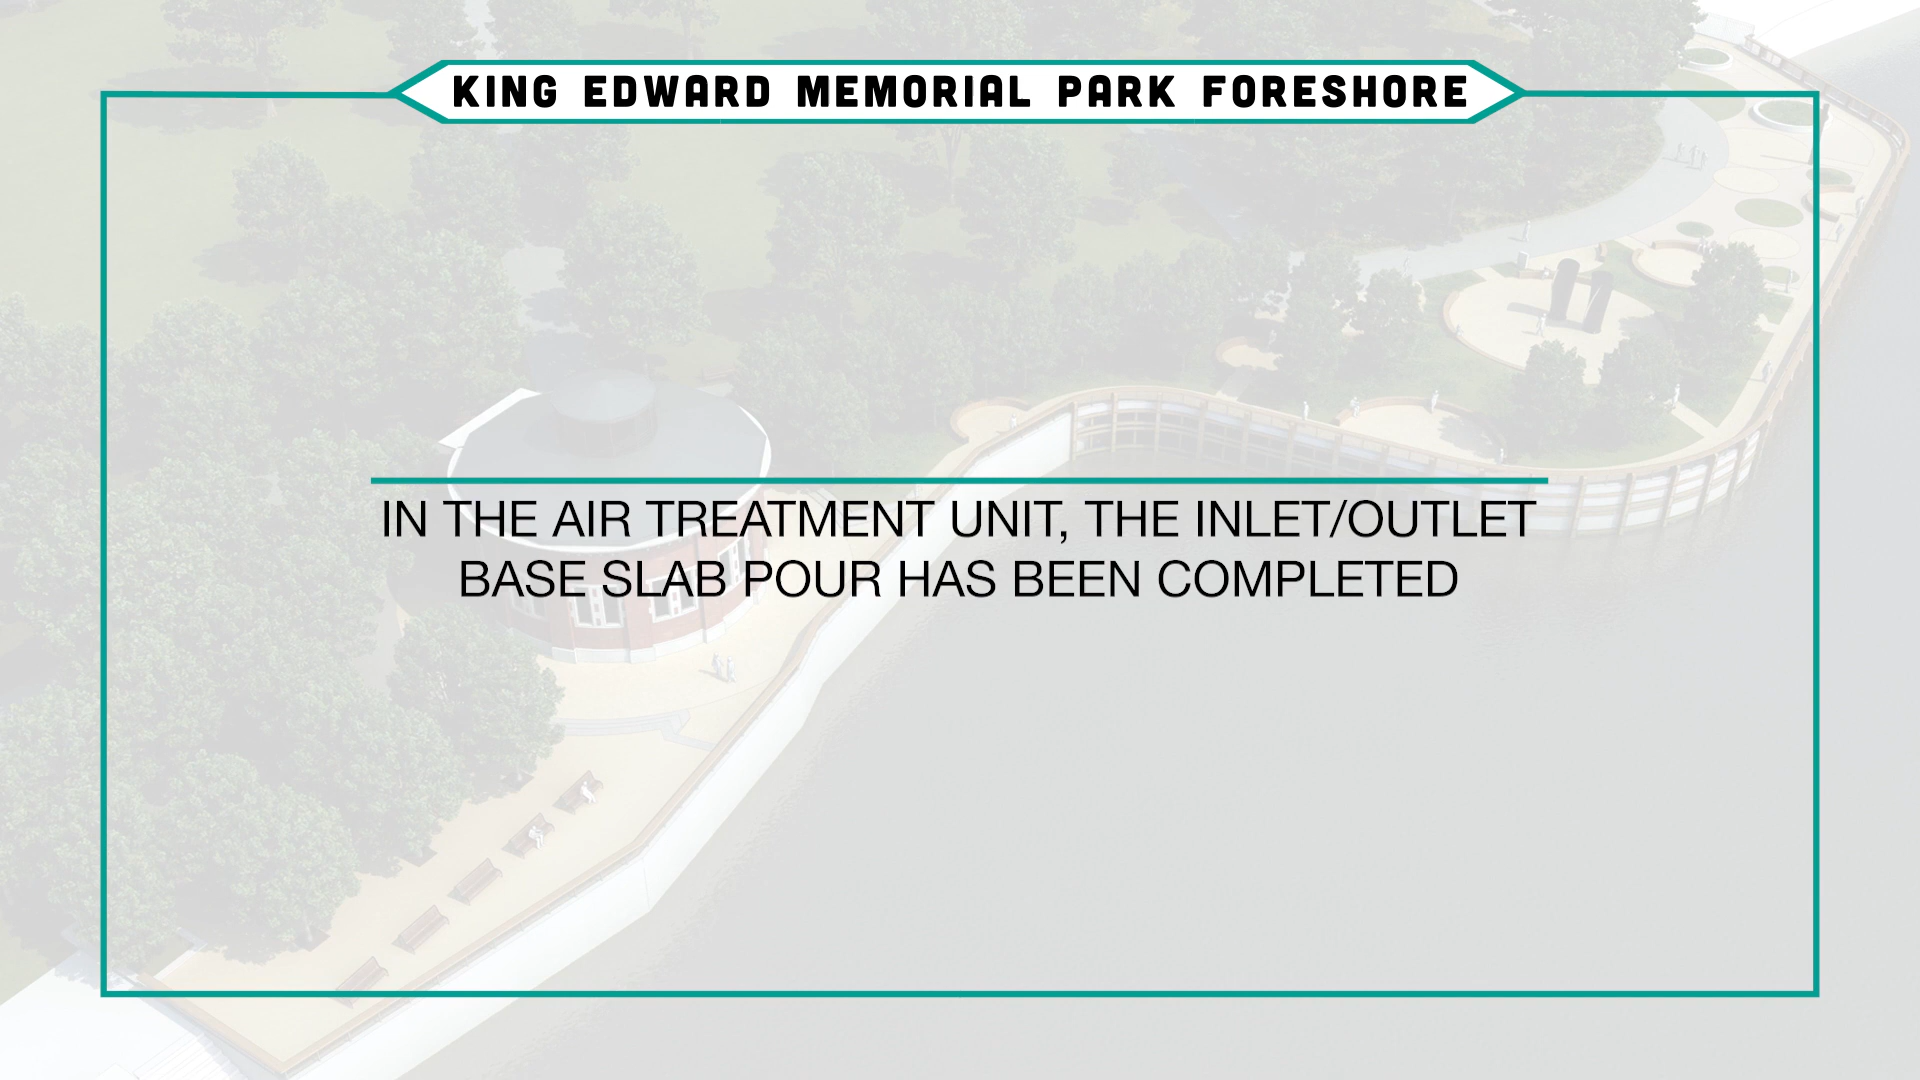 KING EDWARD MEMORIAL PARK FORESHORE
IN THE AIR TREATMENT UNIT, THE INLET/OUTLET
BASE SLAB POUR HAS BEEN COMPLETED